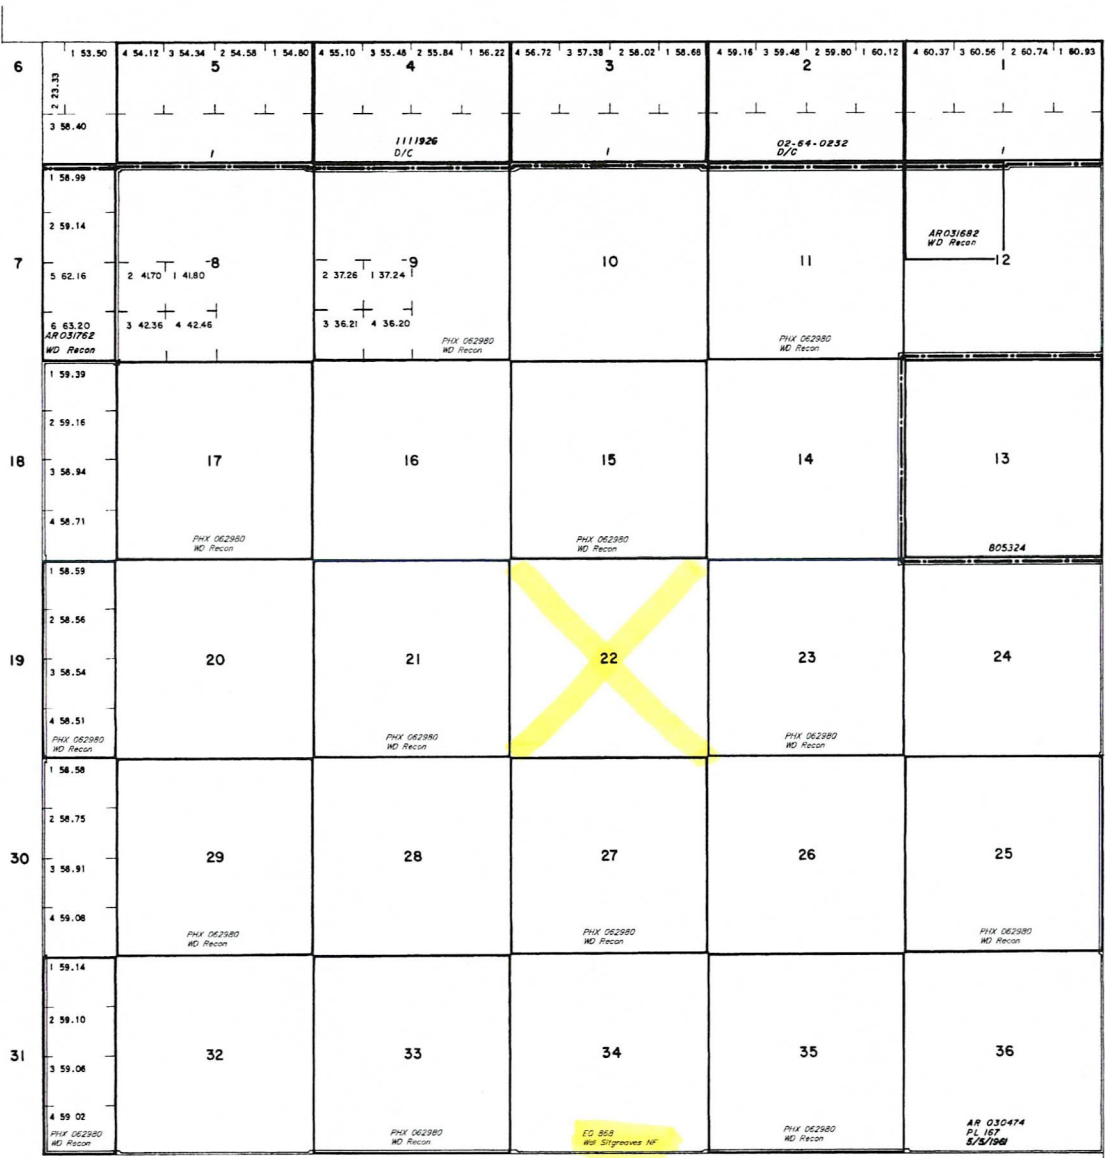 1 53.50 4 54.12 3 54.34 2 54.58 1 54.80 4 55.10 3 55.48 2 55.84 1 56.22 4 56.72 3 57.38 2 58.02 1 58.68 4 59.16 3 59.48 2 59.80 1 60.12 4 60.37 3 60.56 2 60.74 1 60.93
6 5 4 3 2 1
2 23.33
3 58.40
1 1111926 1 02-64-0232 1
D/C D/C
1 58.99
2 59.14
AR031682
WD Recon
7 5 62.16 8 9 10 11 12
2 41.70 1 41.80 2 37.26 1 37.24
6 63.20 3 42.36 4 42.46 3 36.21 4 36.20
AR031762
WD Recon
PHX 062980 PHX 062980
WD Recon WD Recon
1 59.39
2 59.16
18 3 58.94 17 16 15 14 13
4 58.71
PHX 062980 PHX 062980 805324
WD Recon WD Recon
1 58.59
2 58.56
19 3 58.54 20 21 22 23 24
4 58.51
PHX 062980 PHX 062980 PHX 062980
WD Recon WD Recon WD Recon
1 58.58
2 58.75
30 3 58.91 29 28 27 26 25
4 59.08
PHX 062980 PHX 062980 PHX 062980
WD Recon WD Recon WD Recon
1 59.14
2 59.10
31 3 59.06 32 33 34 35 36
4 59 02
PHX 062980 PHX 062980 EO 868 PHX 062980 AR 030474
WD Recon WD Recon Wdl Sitgreaves NF WD Recon PL 167
5/5/1961